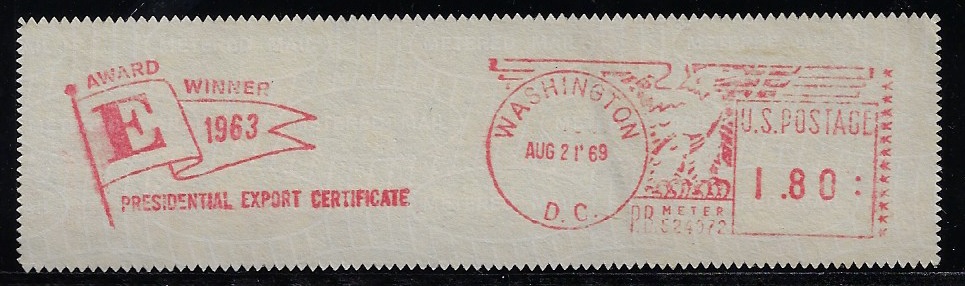 AWARD WINNER
E 1963
PRESIDENTIAL EXPORT CERTIFICATE
WASHINGTON
AUG 21 '69
D. C.
U.S. POSTAGE
1.80
P.B. METER